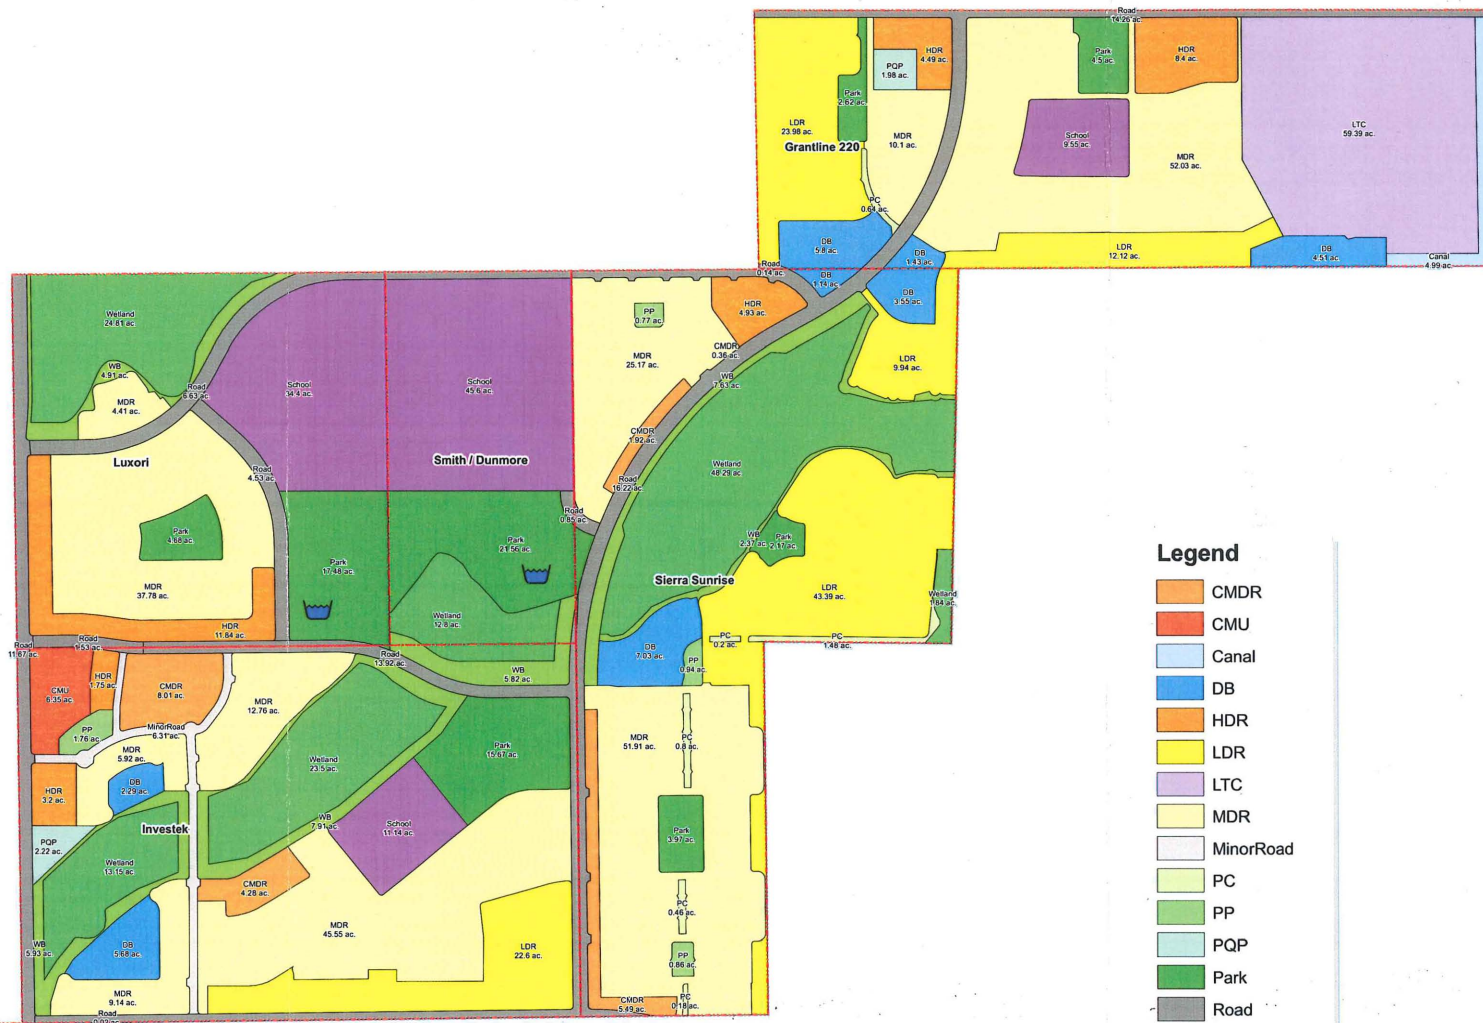 Road
14.26 ac.
HDR
4.49 ac.
PQP
1.98 ac.
Park
4.5 ac.
HDR
8.4 ac.
Park
2.62 ac.
LDR
23.98 ac.
Grantline 220
MDR
10.1 ac.
School
9.55 ac.
MDR
52.03 ac.
LTC
59.39 ac.
PC
0.64 ac.
DB
5.8 ac.
DB
1.43 ac.
LDR
12.12 ac.
DB
4.51 ac.
Canal
4.99 ac.
Road
0.14 ac.
DB
1.14 ac.
DB
3.55 ac.
Wetland
24.81 ac.
HDR
4.93 ac.
PP
0.77 ac.
CMDR
0.36 ac.
MDR
25.17 ac.
LDR
9.94 ac.
WB
4.91 ac.
WB
7.63 ac.
School
34.4 ac.
School
45.6 ac.
Road
6.63 ac.
MDR
4.41 ac.
CMDR
1.92 ac.
Luxori
Smith / Dunmore
Road
4.53 ac.
Wetland
48.29 ac.
Road
16.22 ac.
Road
0.85 ac.
Park
4.68 ac.
Park
21.56 ac.
WB
2.37 ac.
Park
2.17 ac.
Park
17.48 ac.
Sierra Sunrise
MDR
37.78 ac.
LDR
43.39 ac.
Wetland
1.84 ac.
Wetland
12.8 ac.
HDR
11.84 ac.
Road
11.67 ac.
Road
1.53 ac.
Road
13.92 ac.
PC
0.2 ac.
PC
1.48 ac.
DB
7.03 ac.
PP
0.94 ac.
WB
5.82 ac.
CMU
6.35 ac.
HDR
1.75 ac.
CMDR
8.01 ac.
MDR
12.76 ac.
PP
1.76 ac.
MinorRoad
6.31 ac.
MDR
5.92 ac.
MDR
51.91 ac.
PC
0.8 ac.
Park
15.67 ac.
Wetland
23.5 ac.
HDR
3.2 ac.
DB
2.29 ac.
WB
7.91 ac.
School
11.14 ac.
Investek
Park
3.97 ac.
PQP
2.22 ac.
Wetland
13.15 ac.
CMDR
4.28 ac.
PC
0.46 ac.
MDR
45.55 ac.
WB
5.93 ac.
DB
5.68 ac.
LDR
22.6 ac.
PP
0.86 ac.
MDR
9.14 ac.
CMDR
5.49 ac.
PC
0.18 ac.
Road
Legend
CMDR
CMU
Canal
DB
HDR
LDR
LTC
MDR
MinorRoad
PC
PP
PQP
Park
Road